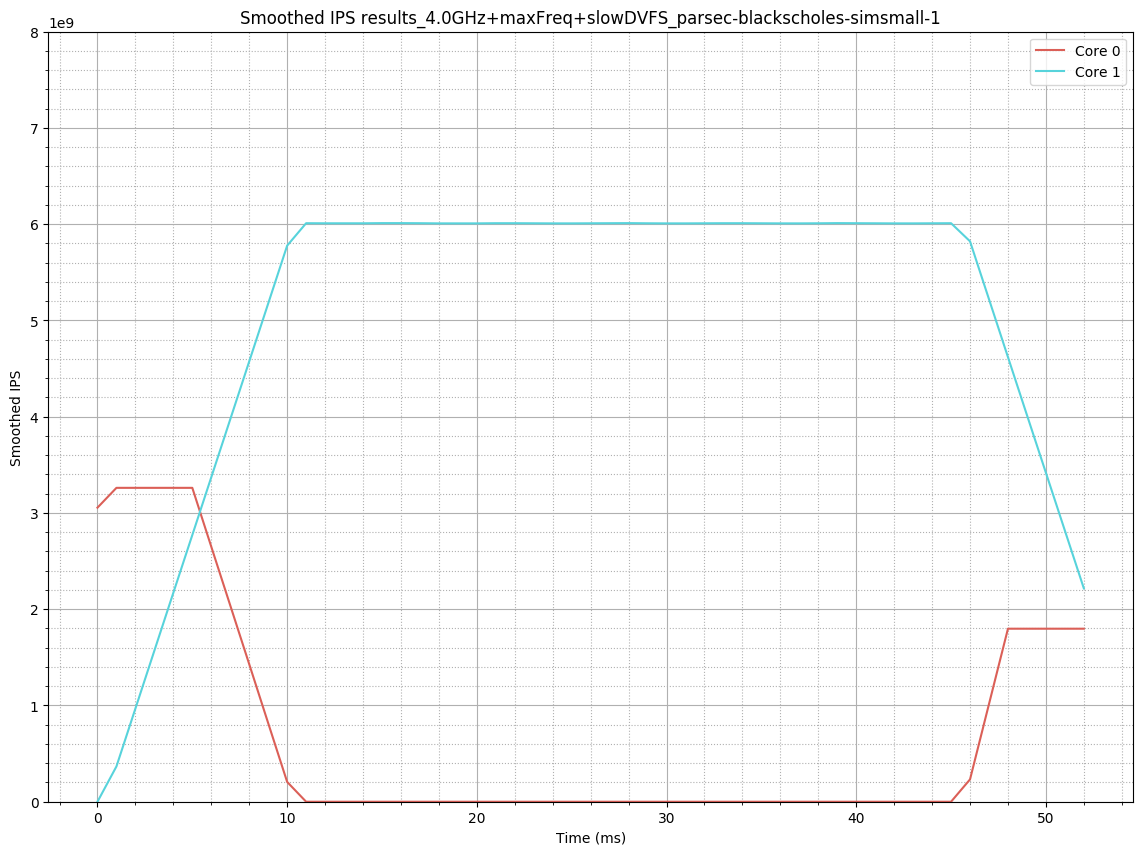 Smoothed IPS results_4.0GHz+maxFreq+slowDVFS_parsec-blackscholes-simsmall-1
1e9
8
7
6
5
4
3
2
1
0
Smoothed IPS
Core 0
Core 1
0 10 20 30 40 50
Time (ms)